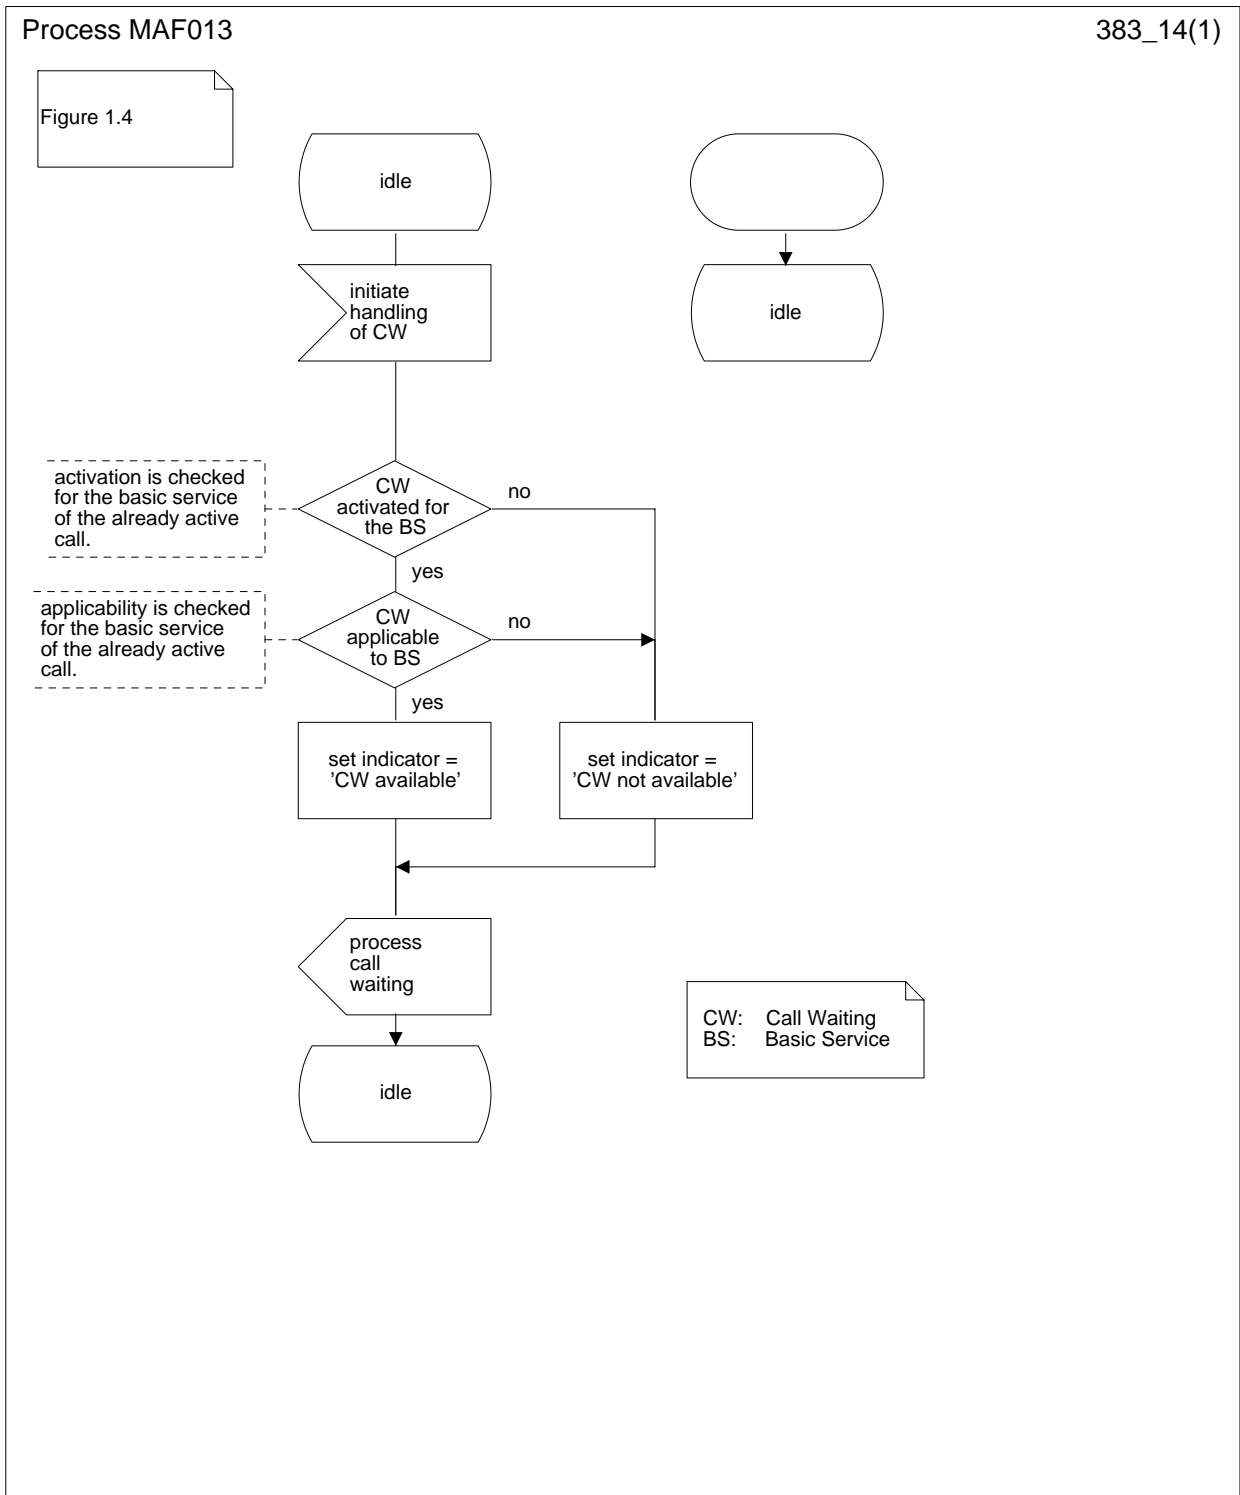 Process MAF013
383_14(1)
Figure 1.4
idle
initiate
handling
of CW
idle
activation is checked
for the basic service
of the already active
call.
CW
activated for
the BS
no
yes
applicability is checked
for the basic service
of the already active
call.
CW
applicable
to BS
no
yes
set indicator =
’CW available’
set indicator =
’CW not available’
process
call
waiting
CW: Call Waiting
BS: Basic Service
idle